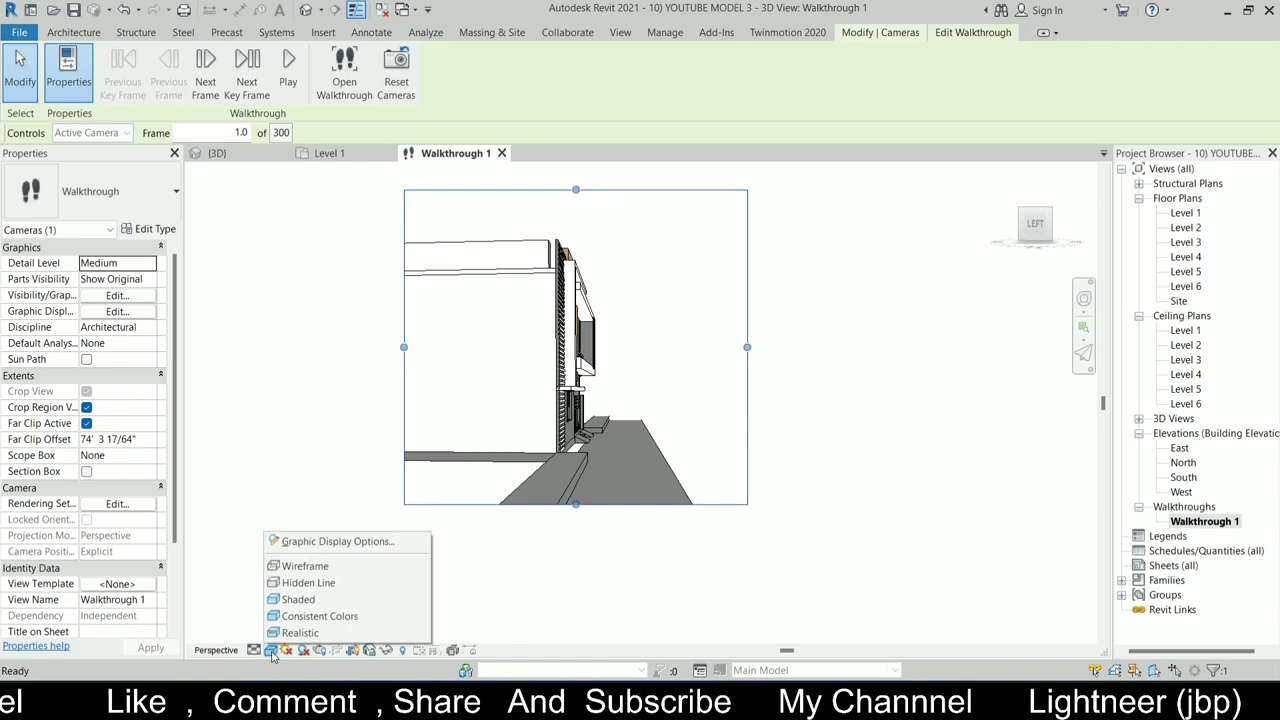 Autodesk Revit 2021 - 10) YOUTUBE MODEL 3 - 3D View: Walkthrough 1
Sign In
File Architecture Structure Steel Precast Systems Insert Annotate Analyze Massing & Site Collaborate View Manage Add-Ins Twinmotion 2020 Modify | Cameras Edit Walkthrough
Modify Properties Previous Key Frame Previous Frame Next Frame Next Key Frame Play Open Walkthrough Reset Cameras
Select Properties Walkthrough
Controls Active Camera Frame 1.0 of 300
Properties
{3D} Level 1 Walkthrough 1
Project Browser - 10) YOUTUBE...
Walkthrough
Cameras (1) Edit Type
Graphics
Detail Level Medium
Parts Visibility Show Original
Visibility/Grap... Edit...
Graphic Displ... Edit...
Discipline Architectural
Default Analys... None
Sun Path
Extents
Crop View
Crop Region V...
Far Clip Active
Far Clip Offset 74' 3 17/64"
Scope Box None
Section Box
Camera
Rendering Set... Edit...
Locked Orient...
Projection Mo... Perspective
Camera Positi... Explicit
Identity Data
View Template <None>
View Name Walkthrough 1
Dependency Independent
Title on Sheet
Properties help Apply
LEFT
Graphic Display Options...
Wireframe
Hidden Line
Shaded
Consistent Colors
Realistic
Perspective
Views (all)
Structural Plans
Floor Plans
Level 1
Level 2
Level 3
Level 4
Level 5
Level 6
Site
Ceiling Plans
Level 1
Level 2
Level 3
Level 4
Level 5
Level 6
3D Views
Elevations (Building Elevatio
East
North
South
West
Walkthroughs
Walkthrough 1
Legends
Schedules/Quantities (all)
Sheets (all)
Families
Groups
Revit Links
Ready :0 Main Model :1
el Like , Comment , Share And Subscribe My Channnel Lightneer (jbp)